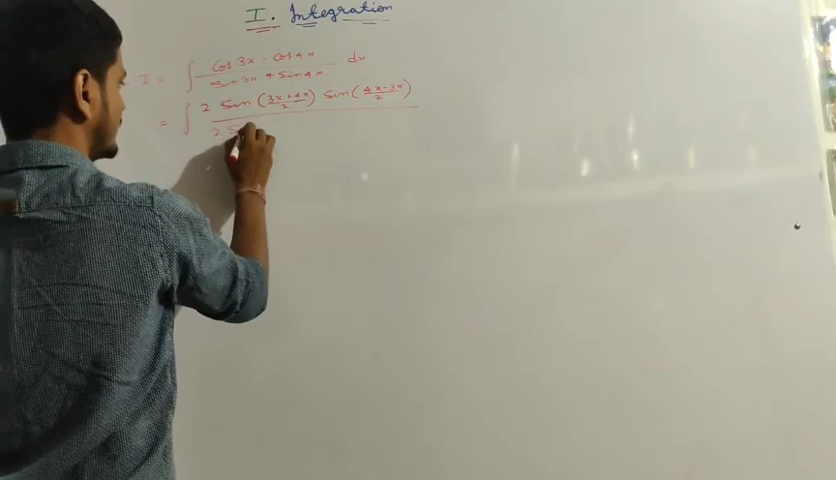 I. Integration
I = ∫ cos 3x - cos 4x / sin 3x + sin 4x dx
= ∫ 2 sin (3x+4x / 2) sin (4x-3x / 2) / 2 S